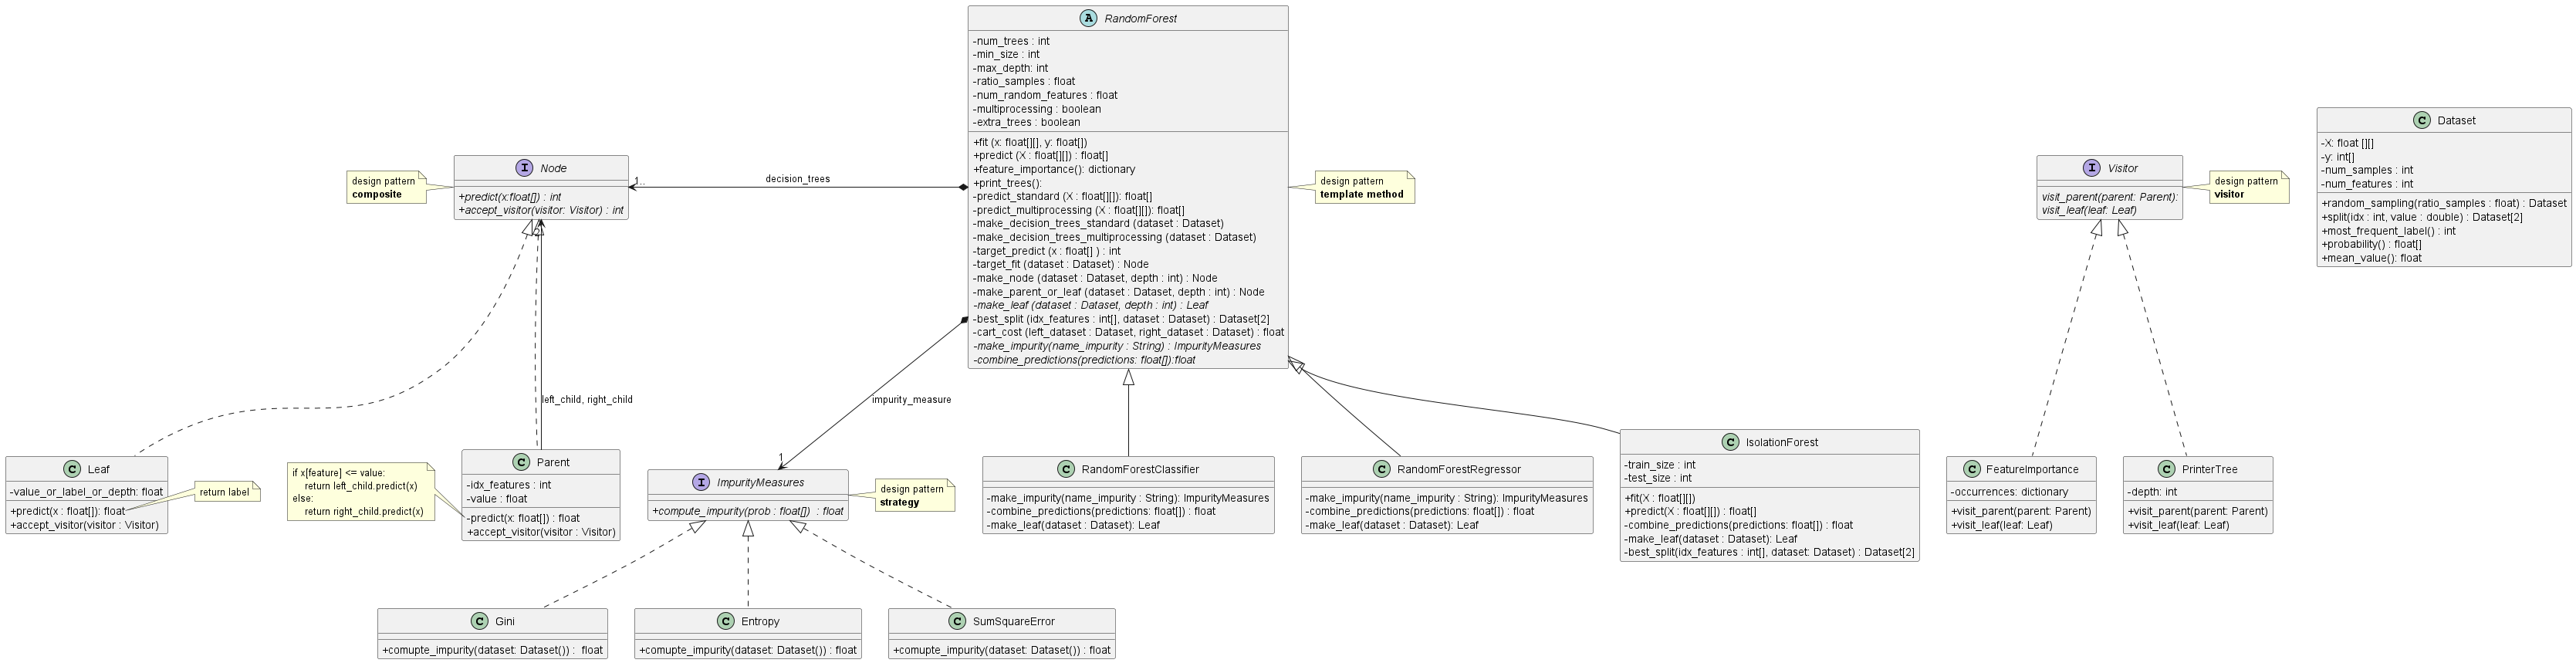 A RandomForest
-num_trees : int
-min_size : int
-max_depth: int
-ratio_samples : float
-num_random_features : float
-multiprocessing : boolean
-extra_trees : boolean
+fit (x: float[][], y: float[])
+predict (X : float[][]) : float[]
+feature_importance(): dictionary
+print_trees():
-predict_standard (X : float[][]): float[]
-predict_multiprocessing (X : float[][]): float[]
-make_decision_trees_standard (dataset : Dataset)
-make_decision_trees_multiprocessing (dataset : Dataset)
-target_predict (x : float[] ) : int
-target_fit (dataset : Dataset) : Node
-make_node (dataset : Dataset, depth : int) : Node
-make_parent_or_leaf (dataset : Dataset, depth : int) : Node
-make_leaf (dataset : Dataset, depth : int) : Leaf
-best_split (idx_features : int[], dataset : Dataset) : Dataset[2]
-cart_cost (left_dataset : Dataset, right_dataset : Dataset) : float
-make_impurity(name_impurity : String) : ImpurityMeasures
-combine_predictions(predictions: float[]):float
design pattern
template method
decision_trees
1..
I Node
+predict(x:float[]) : int
+accept_visitor(visitor: Visitor) : int
design pattern
composite
2
left_child, right_child
impurity_measure
1
I Visitor
visit_parent(parent: Parent):
visit_leaf(leaf: Leaf)
design pattern
visitor
C Dataset
-X: float [][]
-y: int[]
-num_samples : int
-num_features : int
+random_sampling(ratio_samples : float) : Dataset
+split(idx : int, value : double) : Dataset[2]
+most_frequent_label() : int
+probability() : float[]
+mean_value(): float
C Leaf
-value_or_label_or_depth: float
+predict(x : float[]): float
+accept_visitor(visitor : Visitor)
return label
if x[feature] <= value:
return left_child.predict(x)
else:
return right_child.predict(x)
C Parent
-idx_features : int
-value : float
-predict(x: float[]) : float
+accept_visitor(visitor : Visitor)
I ImpurityMeasures
+compute_impurity(prob : float[]) : float
design pattern
strategy
C RandomForestClassifier
-make_impurity(name_impurity : String): ImpurityMeasures
-combine_predictions(predictions: float[]) : float
-make_leaf(dataset : Dataset): Leaf
C RandomForestRegressor
-make_impurity(name_impurity : String): ImpurityMeasures
-combine_predictions(predictions: float[]) : float
-make_leaf(dataset : Dataset): Leaf
C IsolationForest
-train_size : int
-test_size : int
+fit(X : float[][])
+predict(X : float[][]) : float[]
-combine_predictions(predictions: float[]) : float
-make_leaf(dataset : Dataset): Leaf
-best_split(idx_features : int[], dataset: Dataset) : Dataset[2]
C FeatureImportance
-occurrences: dictionary
+visit_parent(parent: Parent)
+visit_leaf(leaf: Leaf)
C PrinterTree
-depth: int
+visit_parent(parent: Parent)
+visit_leaf(leaf: Leaf)
C Gini
+comupte_impurity(dataset: Dataset()) : float
C Entropy
+comupte_impurity(dataset: Dataset()) : float
C SumSquareError
+comupte_impurity(dataset: Dataset()) : float